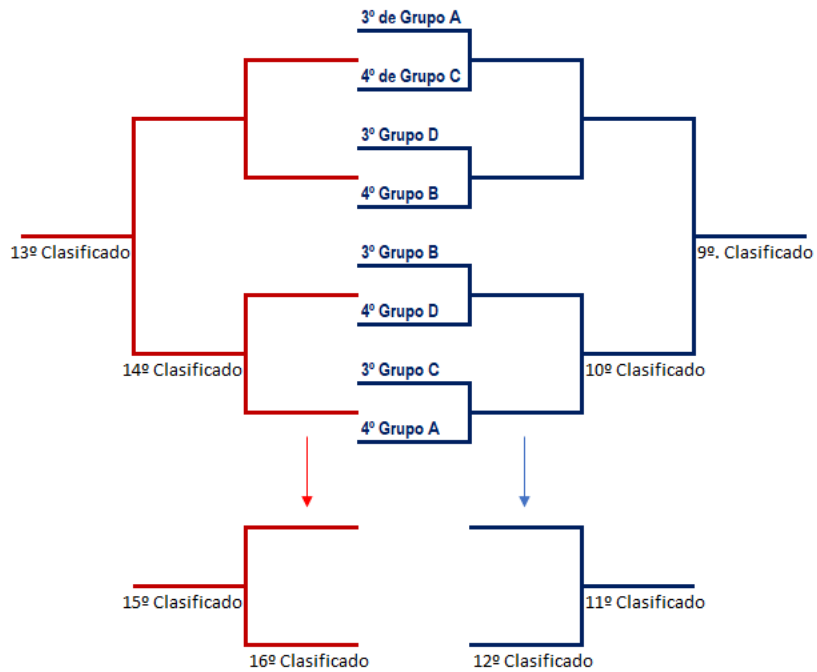 3º de Grupo A
4º de Grupo C
3º Grupo D
4º Grupo B
13º Clasificado
3º Grupo B
9º. Clasificado
4º Grupo D
14º Clasificado
3º Grupo C
10º Clasificado
4º Grupo A
15º Clasificado
11º Clasificado
16º Clasificado
12º Clasificado